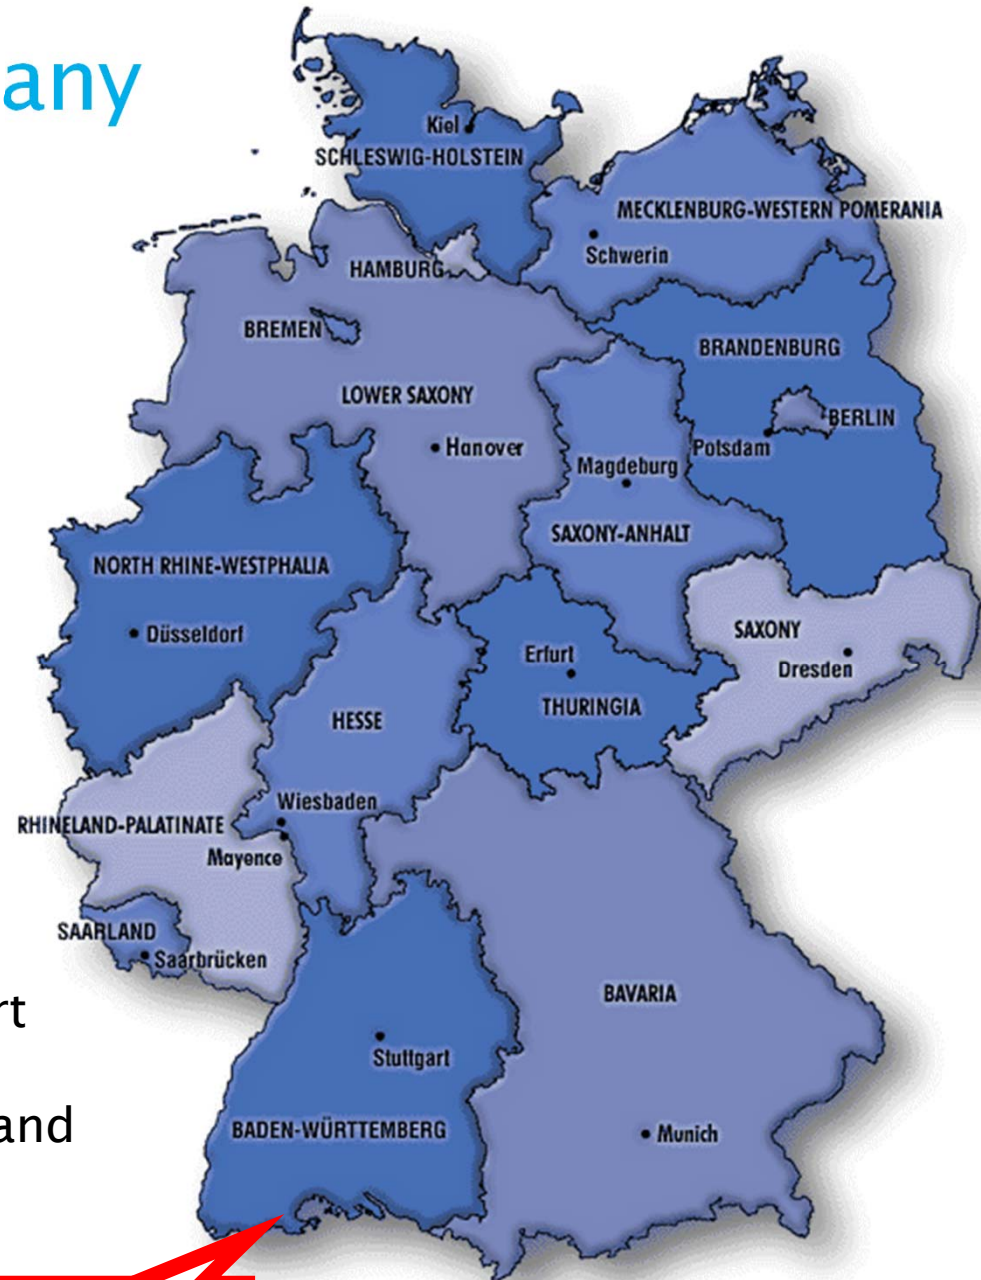 any
Kiel
SCHLESWIG-HOLSTEIN
MECKLENBURG-WESTERN POMERANIA
Schwerin
HAMBURG
BREMEN
BRANDENBURG
LOWER SAXONY
BERLIN
Hanover
Potsdam
Magdeburg
SAXONY-ANHALT
NORTH RHINE-WESTPHALIA
Düsseldorf
SAXONY
Erfurt
Dresden
THURINGIA
HESSE
Wiesbaden
RHINELAND-PALATINATE
Mayence
SAARLAND
Saarbrücken
BAVARIA
rt
Stuttgart
and
BADEN-WÜRTTEMBERG
Munich